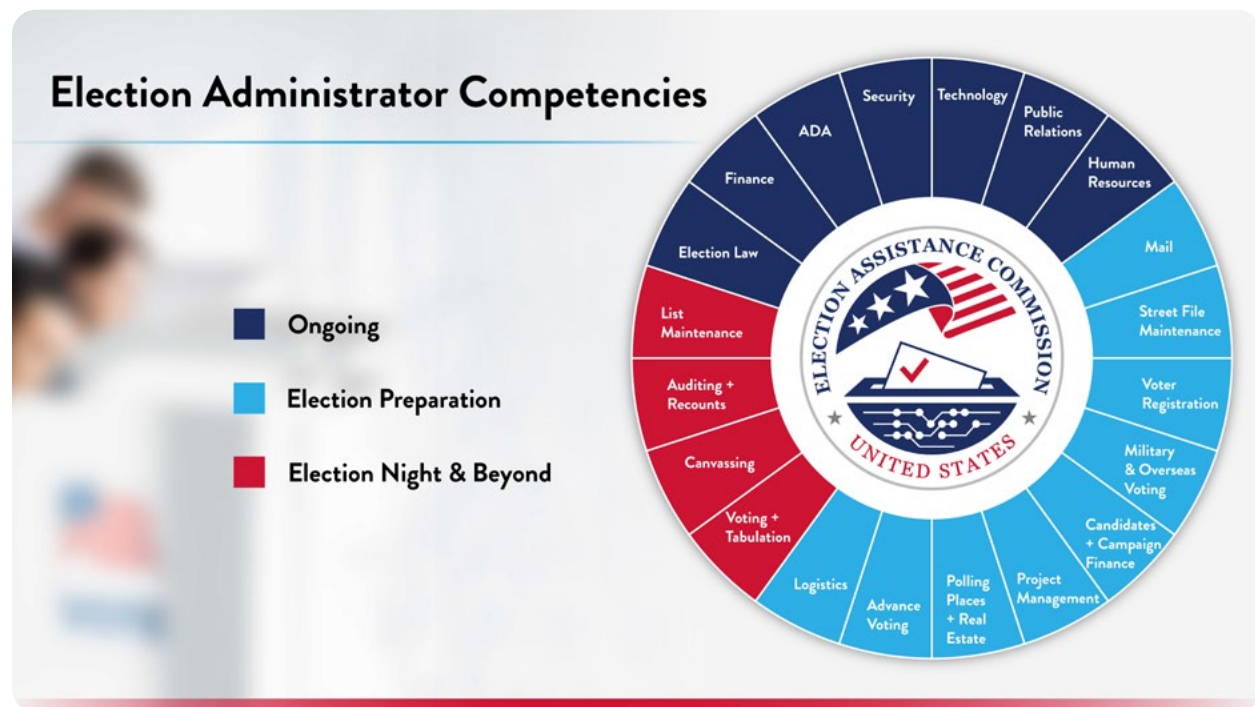 Election Administrator Competencies
Ongoing
Election Preparation
Election Night & Beyond
Security
Technology
Public
Relations
Human
Resources
Mail
Street File
Maintenance
Voter
Registration
Military
& Overseas
Voting
Candidates
+ Campaign
Finance
Project
Management
Polling
Places
+ Real
Estate
Advance
Voting
Logistics
Voting +
Tabulation
Canvassing
Auditing +
Recounts
List
Maintenance
Election Law
Finance
ADA
ELECTION ASSISTANCE COMMISSION
UNITED STATES